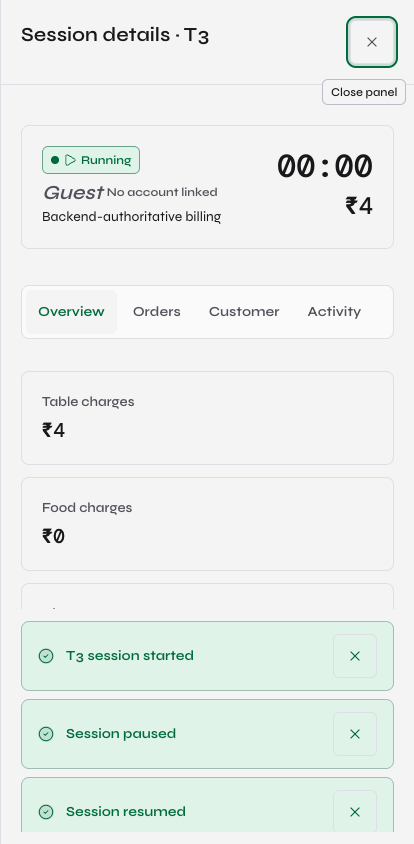 Session details · T3
Close panel
Running
00:00
Guest No account linked
₹4
Backend-authoritative billing
Overview Orders Customer Activity
Table charges
₹4
Food charges
₹0
T3 session started
Session paused
Session resumed